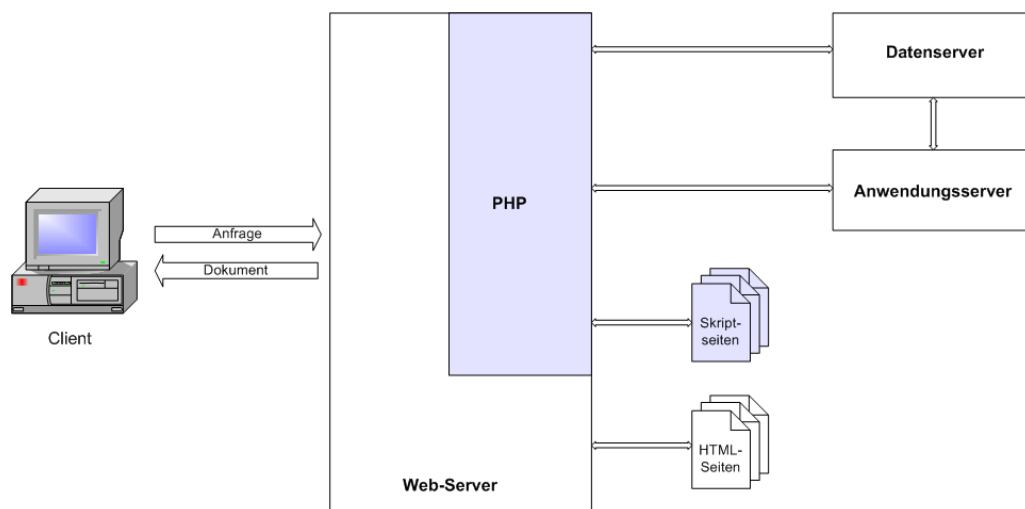 Datenserver
PHP
Anwendungsserver
Anfrage
Dokument
Client
Skript-
seiten
HTML-
Seiten
Web-Server